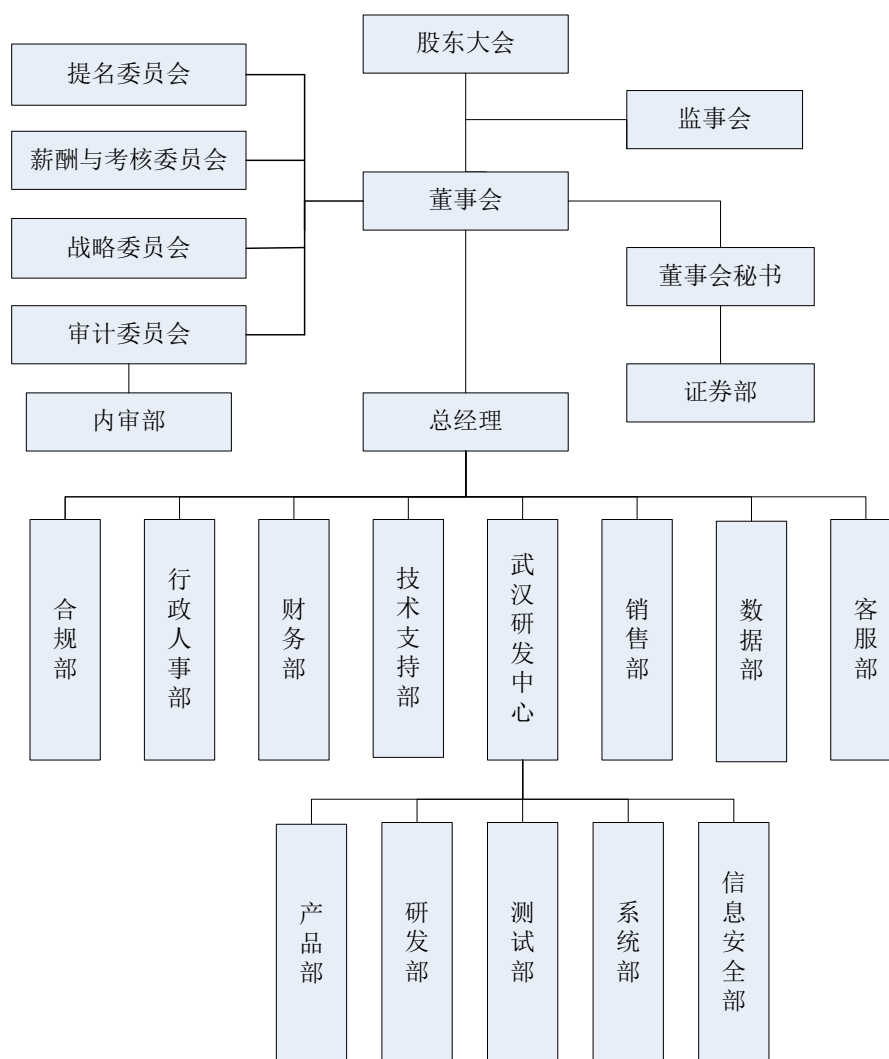 股东大会
提名委员会
监事会
薪酬与考核委员会
董事会
战略委员会
董事会秘书
审计委员会
证券部
内审部
总经理
合规部
行政人事部
财务部
技术支持部
武汉研发中心
销售部
数据部
客服部
产品部
研发部
测试部
系统部
信息安全部